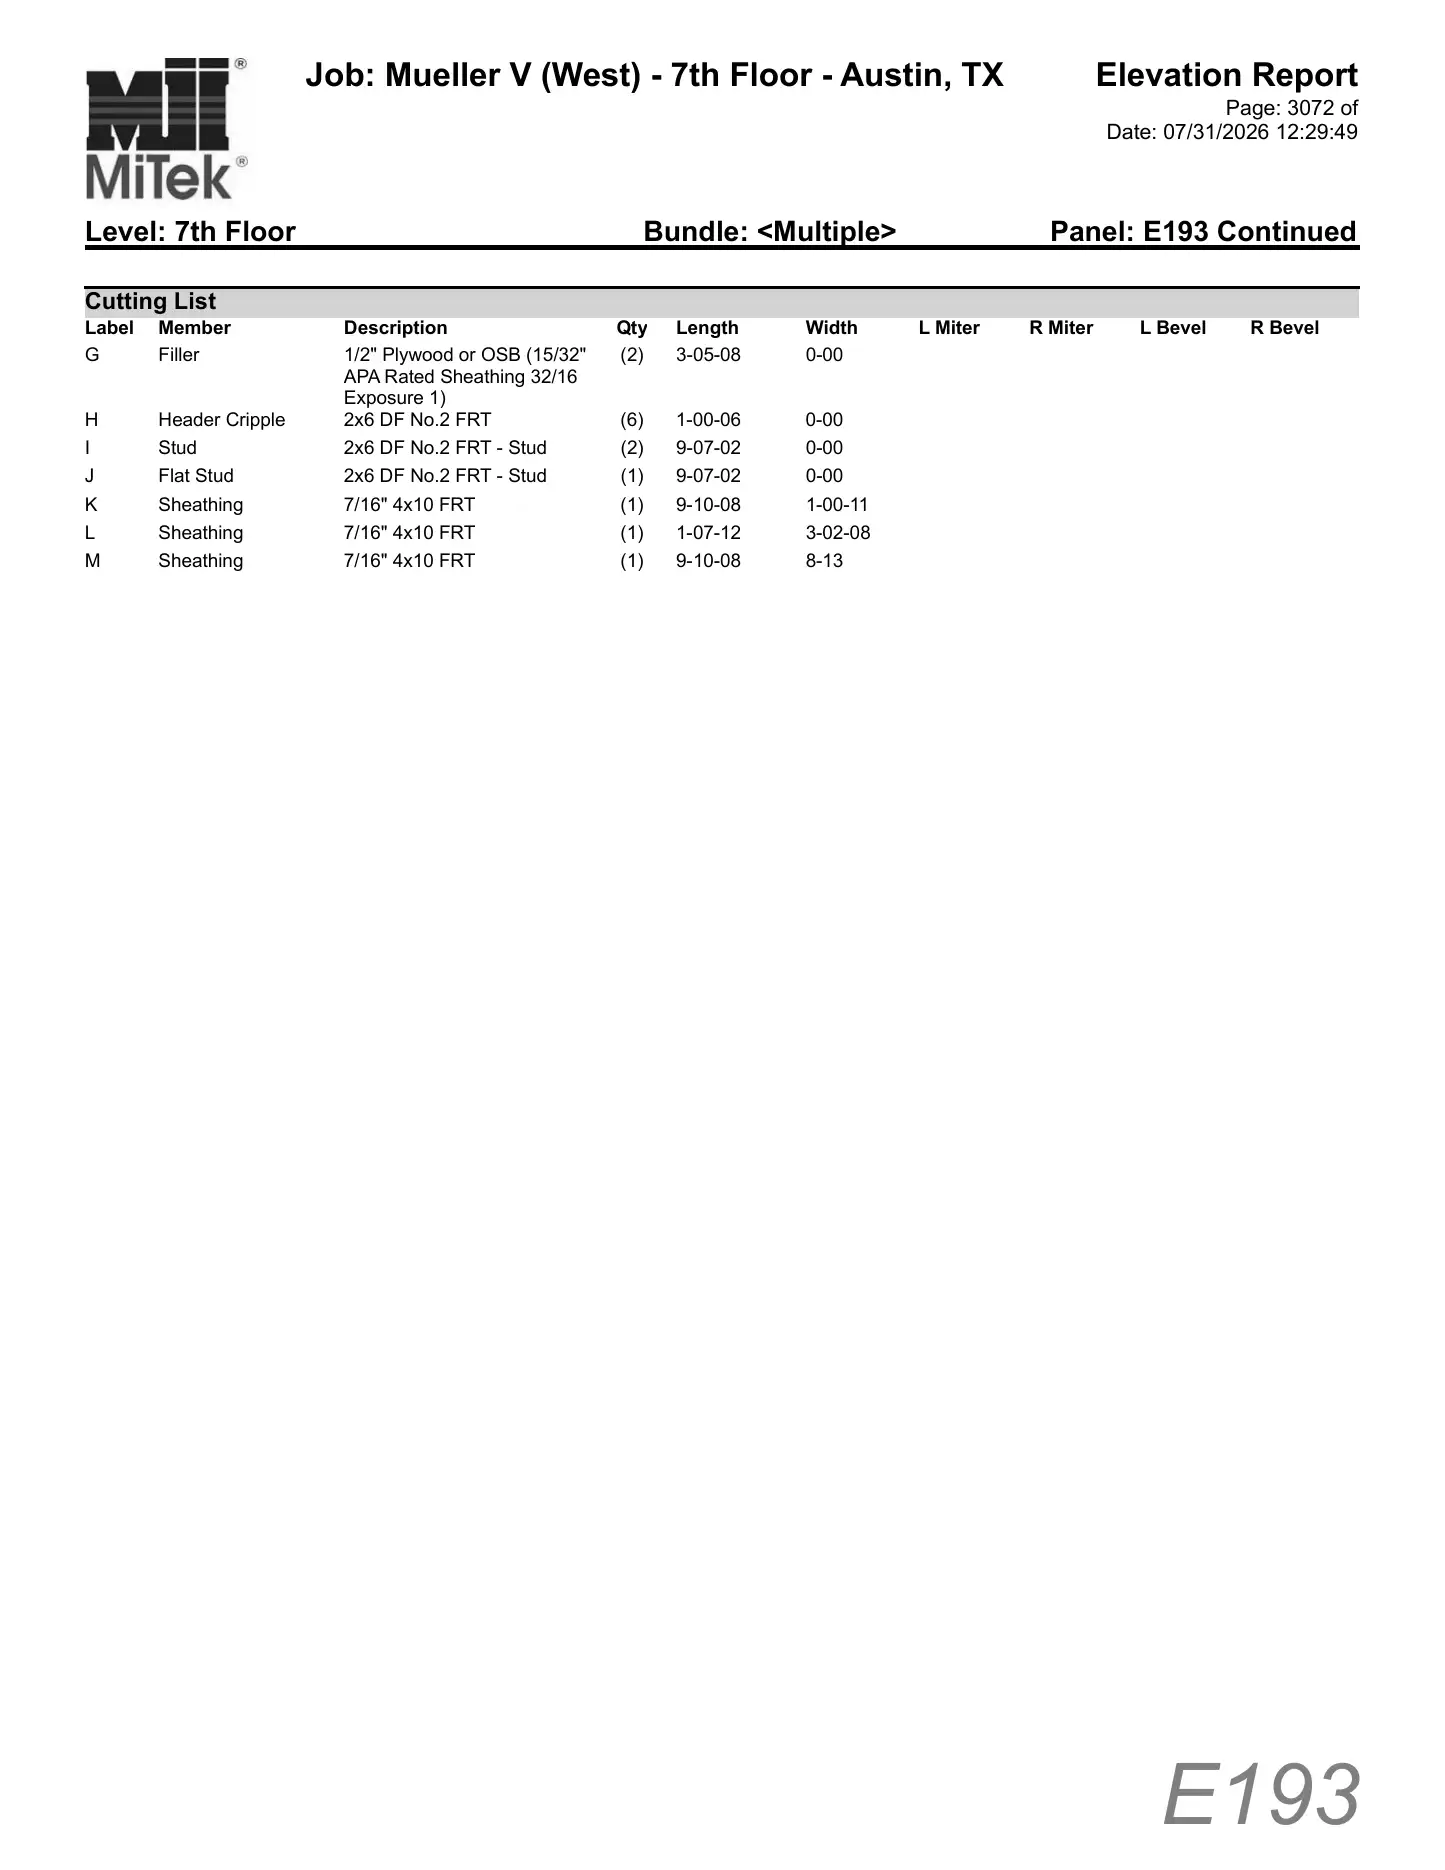 Job: Mueller V (West) - 7th Floor - Austin, TX
Elevation Report
Page: 3072 of
Date: 07/31/2026 12:29:49
®
MiTek®
Level: 7th Floor Bundle: <Multiple> Panel: E193 Continued
Cutting List
Label Member Description Qty Length Width L Miter R Miter L Bevel R Bevel
G Filler 1/2" Plywood or OSB (15/32" (2) 3-05-08 0-00
APA Rated Sheathing 32/16
Exposure 1)
H Header Cripple 2x6 DF No.2 FRT (6) 1-00-06 0-00
I Stud 2x6 DF No.2 FRT - Stud (2) 9-07-02 0-00
J Flat Stud 2x6 DF No.2 FRT - Stud (1) 9-07-02 0-00
K Sheathing 7/16" 4x10 FRT (1) 9-10-08 1-00-11
L Sheathing 7/16" 4x10 FRT (1) 1-07-12 3-02-08
M Sheathing 7/16" 4x10 FRT (1) 9-10-08 8-13
E193